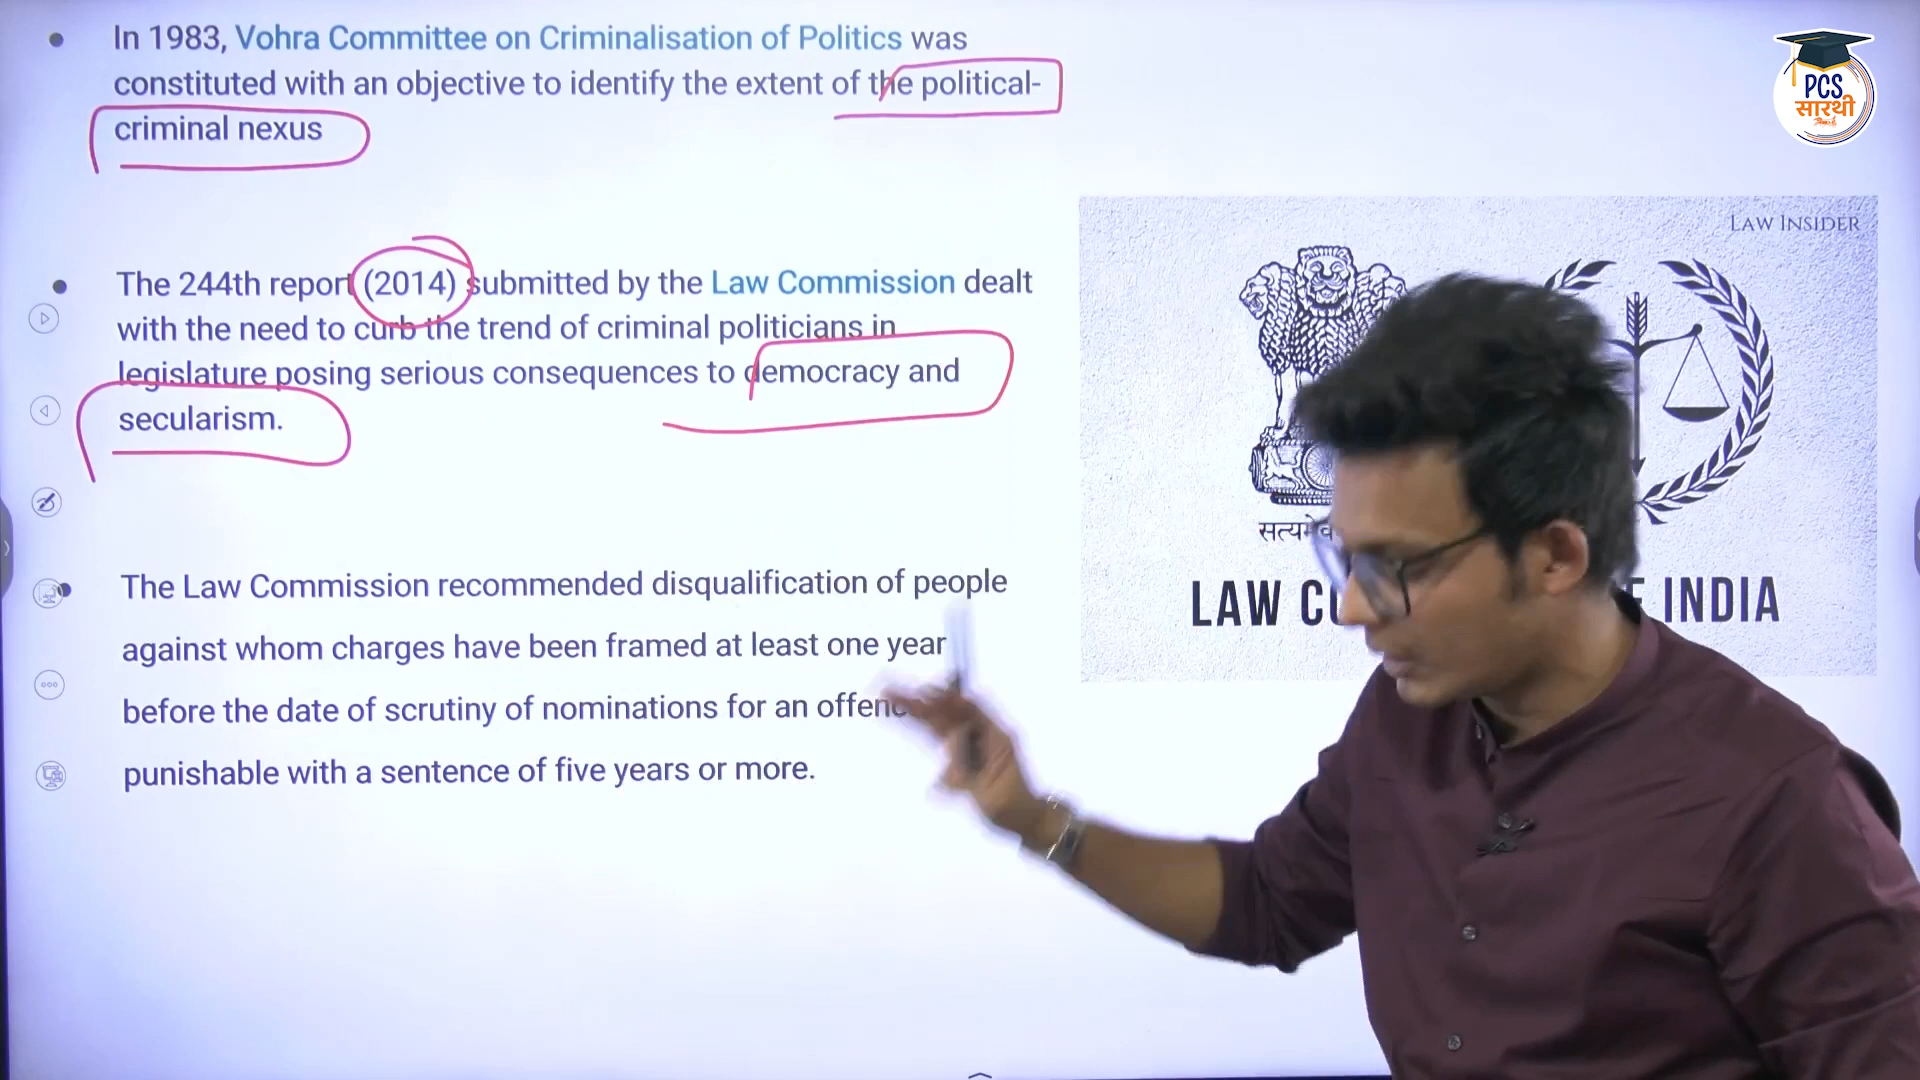 In 1983, Vohra Committee on Criminalisation of Politics was
constituted with an objective to identify the extent of the political-
criminal nexus
The 244th report (2014) submitted by the Law Commission dealt
with the need to curb the trend of criminal politicians in
legislature posing serious consequences to democracy and
secularism.
The Law Commission recommended disqualification of people
against whom charges have been framed at least one year
before the date of scrutiny of nominations for an
punishable with a sentence of five years or more.
PCS
सारथी
LAW INSIDER
LAW INDIA